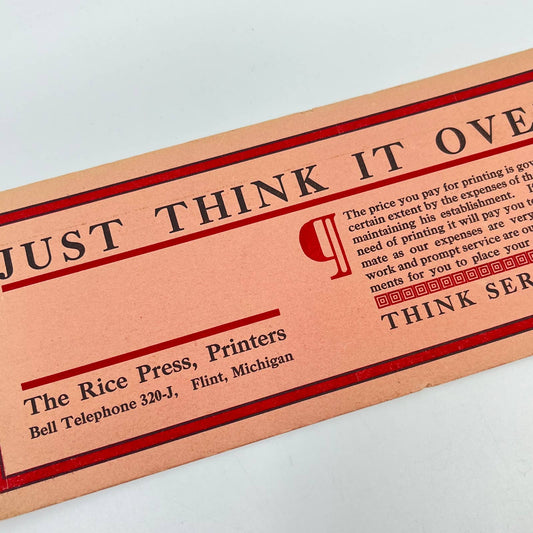 JUST THINK IT OVE
¶ The price you pay for printing is gov
certain extent by the expenses of th
maintaining his establishment. I
need of printing it will pay you to
mate as our expenses are very
work and prompt service are ou
ments for you to place your
THINK SER
The Rice Press, Printers
Bell Telephone 320-J, Flint, Michigan